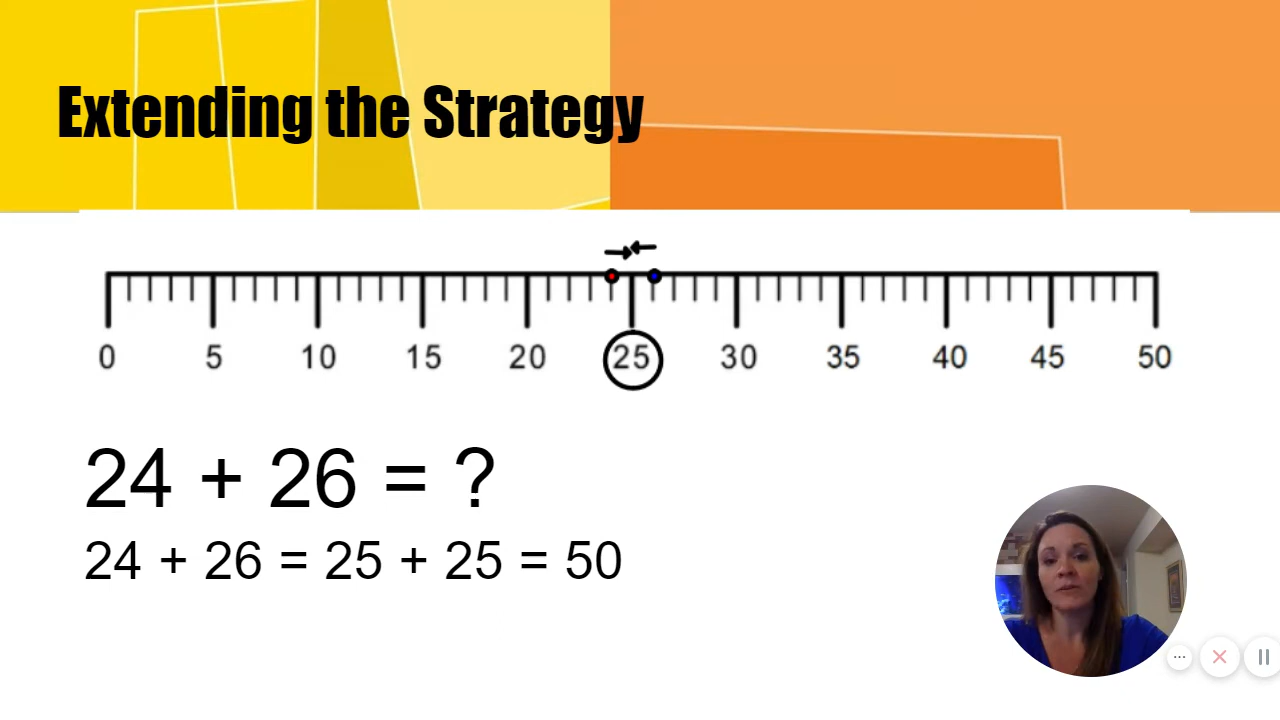 Extending the Strategy
0 5 10 15 20 25 30 35 40 45 50
24 + 26 = ?
24 + 26 = 25 + 25 = 50